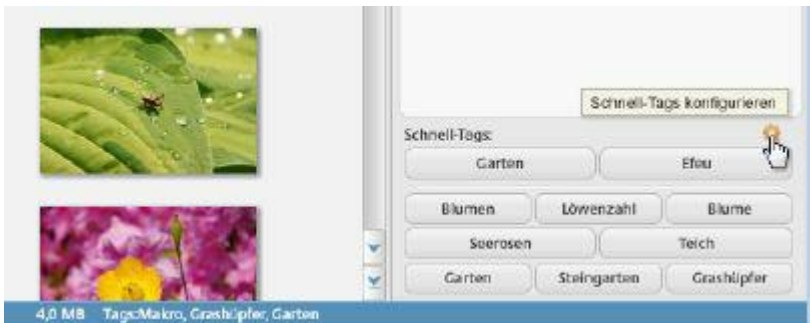 Schnell-Tags konfigurieren
Schnell-Tags:
Garten Efeu
Blumen Löwenzahl Blume
Seerosen Teich
Garten Steingarten Grashüpfer
4,0 MB Tags:Makro, Grashüpfer, Garten